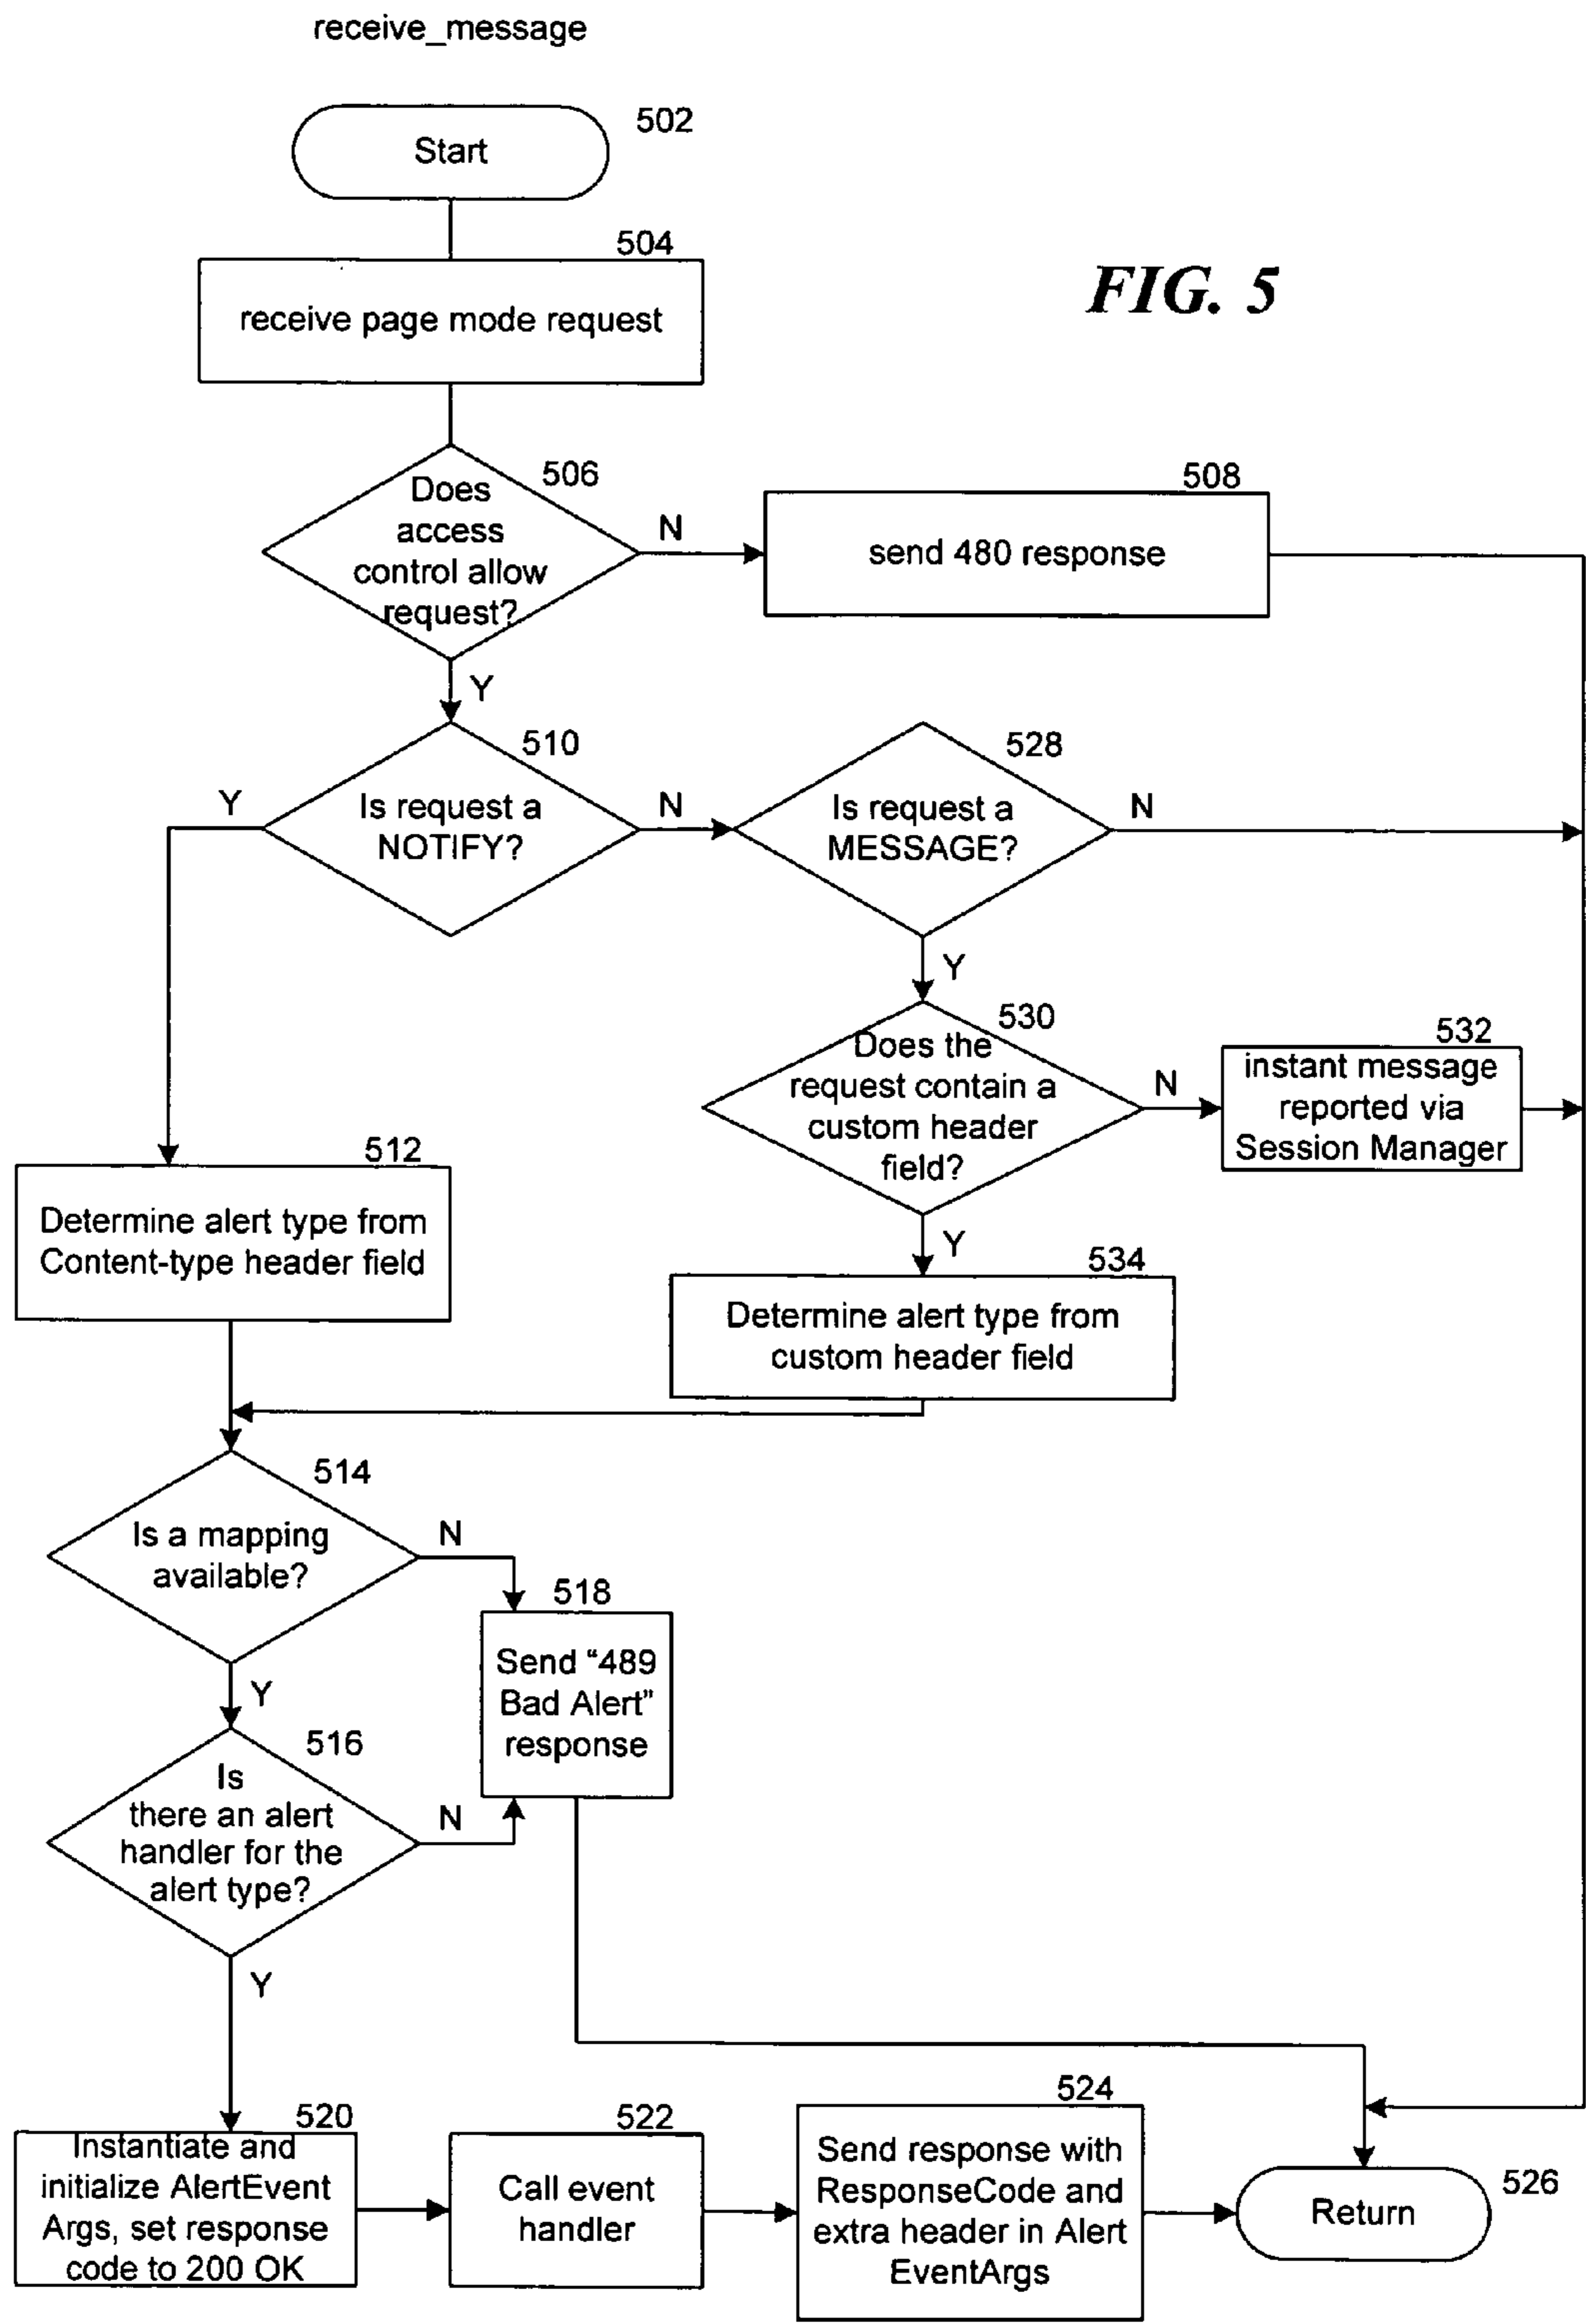 receive_message
502
Start
504
receive page mode request
FIG. 5
506
Does
access
control allow
request?
N
508
send 480 response
Y
510
Is request a
NOTIFY?
Y
N
528
Is request a
MESSAGE?
N
Y
530
Does the
request contain a
custom header
field?
N
532
instant message
reported via
Session Manager
512
Determine alert type from
Content-type header field
Y
534
Determine alert type from
custom header field
514
Is a mapping
available?
N
518
Send “489
Bad Alert”
response
Y
516
Is
there an alert
handler for the
alert type?
N
Y
520
Instantiate and
initialize AlertEvent
Args, set response
code to 200 OK
522
Call event
handler
524
Send response with
ResponseCode and
extra header in Alert
EventArgs
526
Return